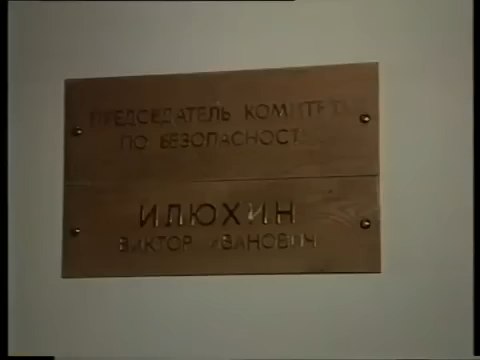 ПРЕДСЕДАТЕЛЬ КОМИТЕТА
ПО БЕЗОПАСНОСТИ
ИЛЮХИН
ВИКТОР ИВАНОВИЧ